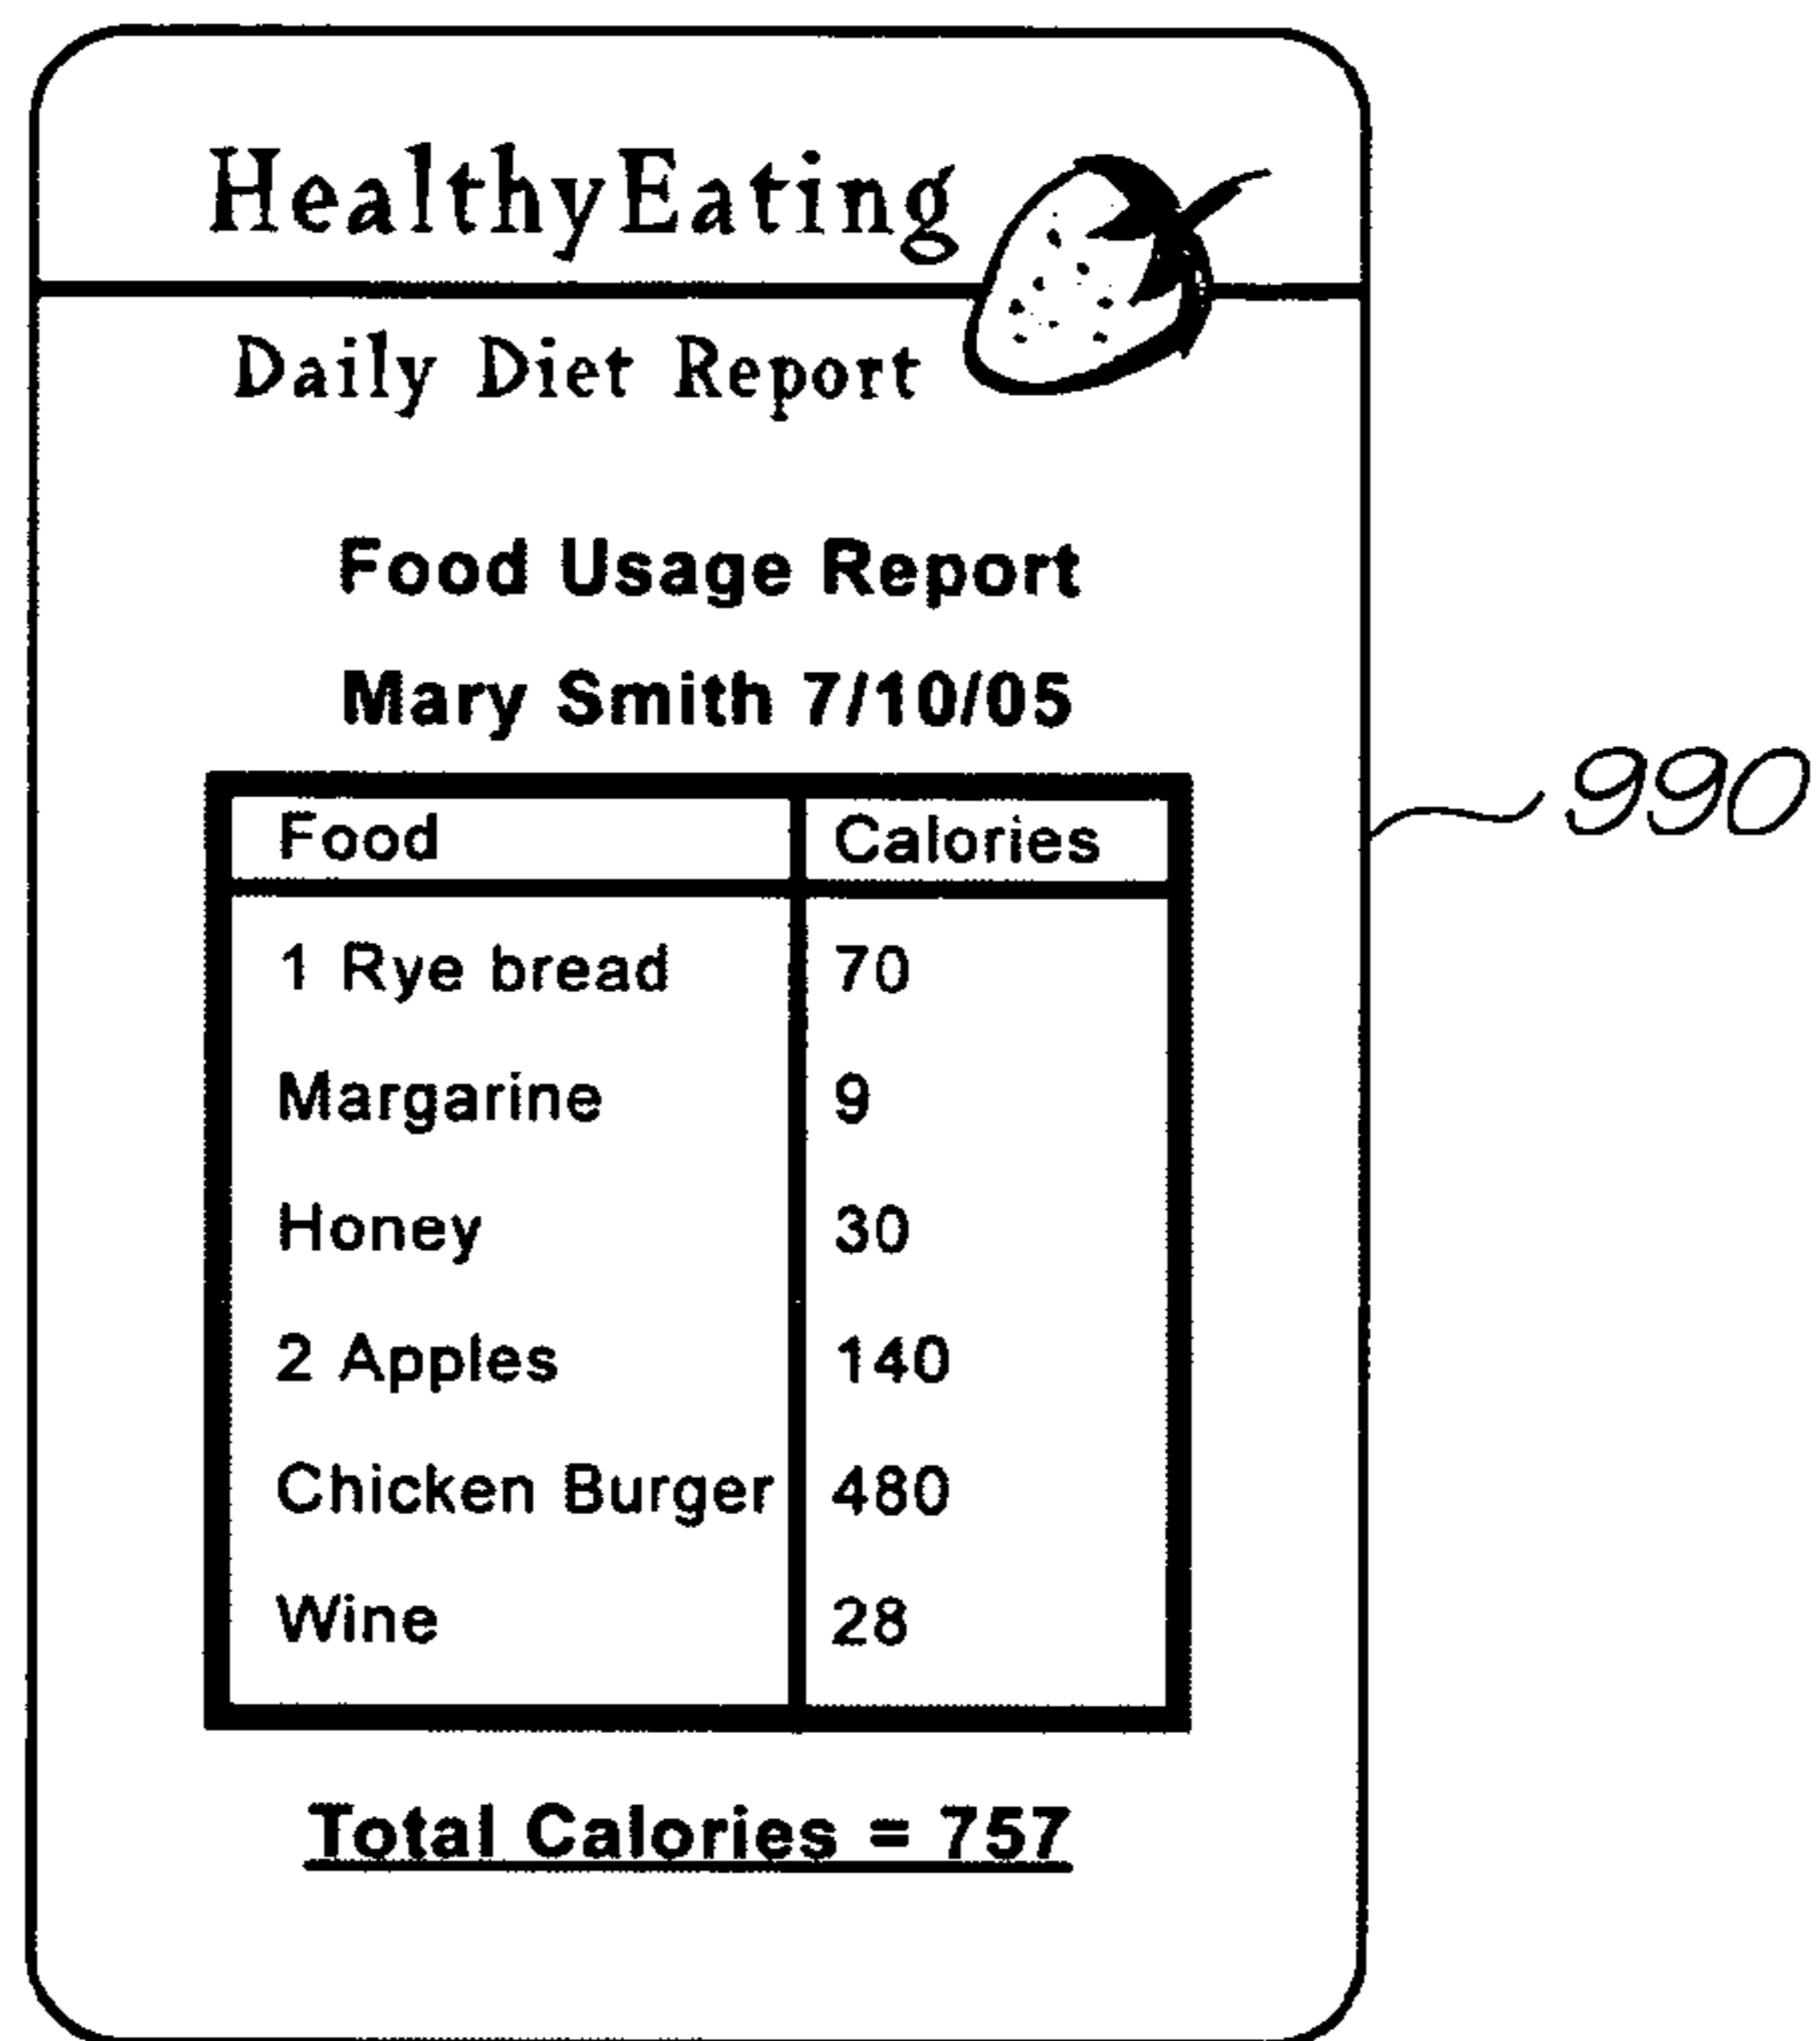 HealthyEating
Daily Diet Report
Food Usage Report
Mary Smith 7/10/05
990
Food Calories
1 Rye bread 70
Margarine 9
Honey 30
2 Apples 140
Chicken Burger 480
Wine 28
Total Calories = 757